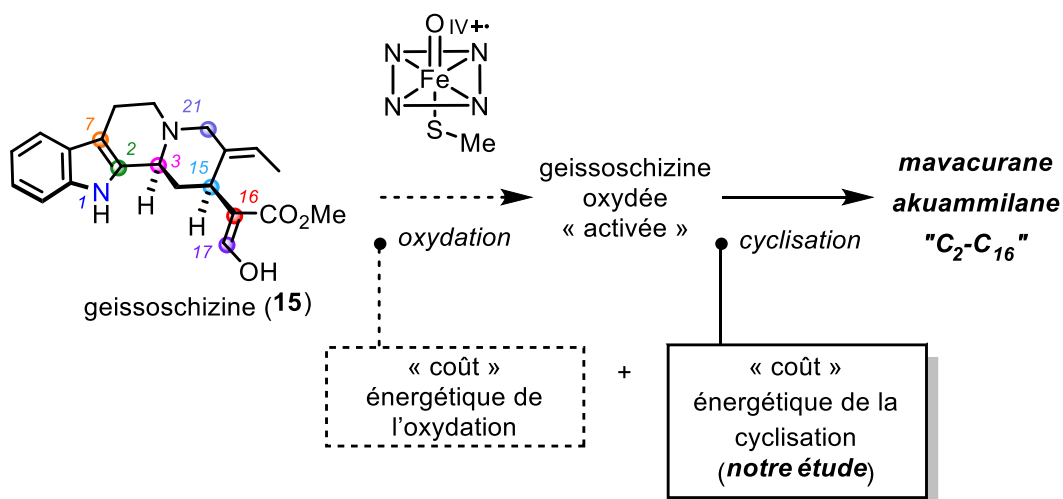 O
IV+•
N
N
Fe
N
N
S
Me
21
7
N
2
3
15
16
1
N
H
H
H
CO2Me
17
OH
geissoschizine (15)
oxydation
geissoschizine
oxydée
« activée »
cyclisation
mavacurane
akuammilane
"C2-C16"
« coût »
énergétique de
l'oxydation
+
« coût »
énergétique de la
cyclisation
(notre étude)